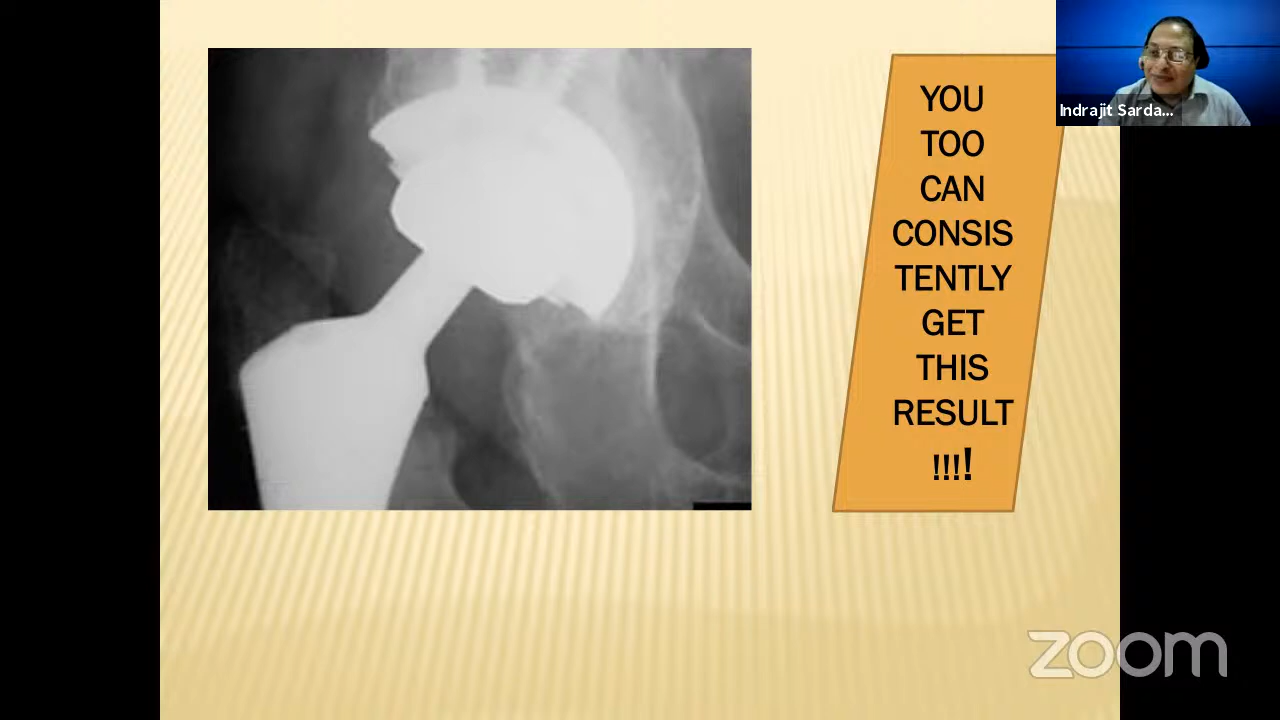 YOU
TOO
CAN
CONSIS
TENTLY
GET
THIS
RESULT
!!!!
Indrajit Sarda...
zoom